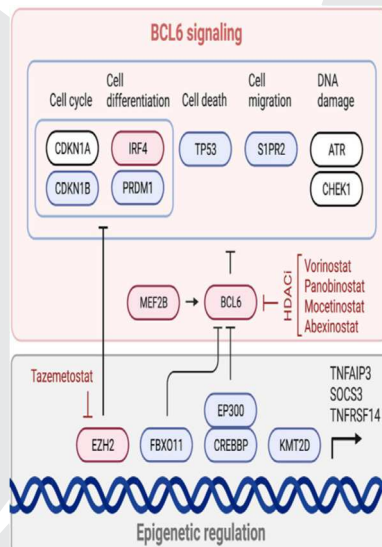 BCL6 signaling
Cell cycle
Cell
differentiation
Cell death
Cell
migration
DNA
damage
CDKN1A
IRF4
TP53
S1PR2
ATR
CDKN1B
PRDM1
CHEK1
MEF2B
BCL6
HDACi
Vorinostat
Panobinostat
Mocetinostat
Abexinostat
Tazemetostat
TNFAIP3
SOCS3
TNFRSF14
EZH2
FBXO11
EP300
CREBBP
KMT2D
Epigenetic regulation